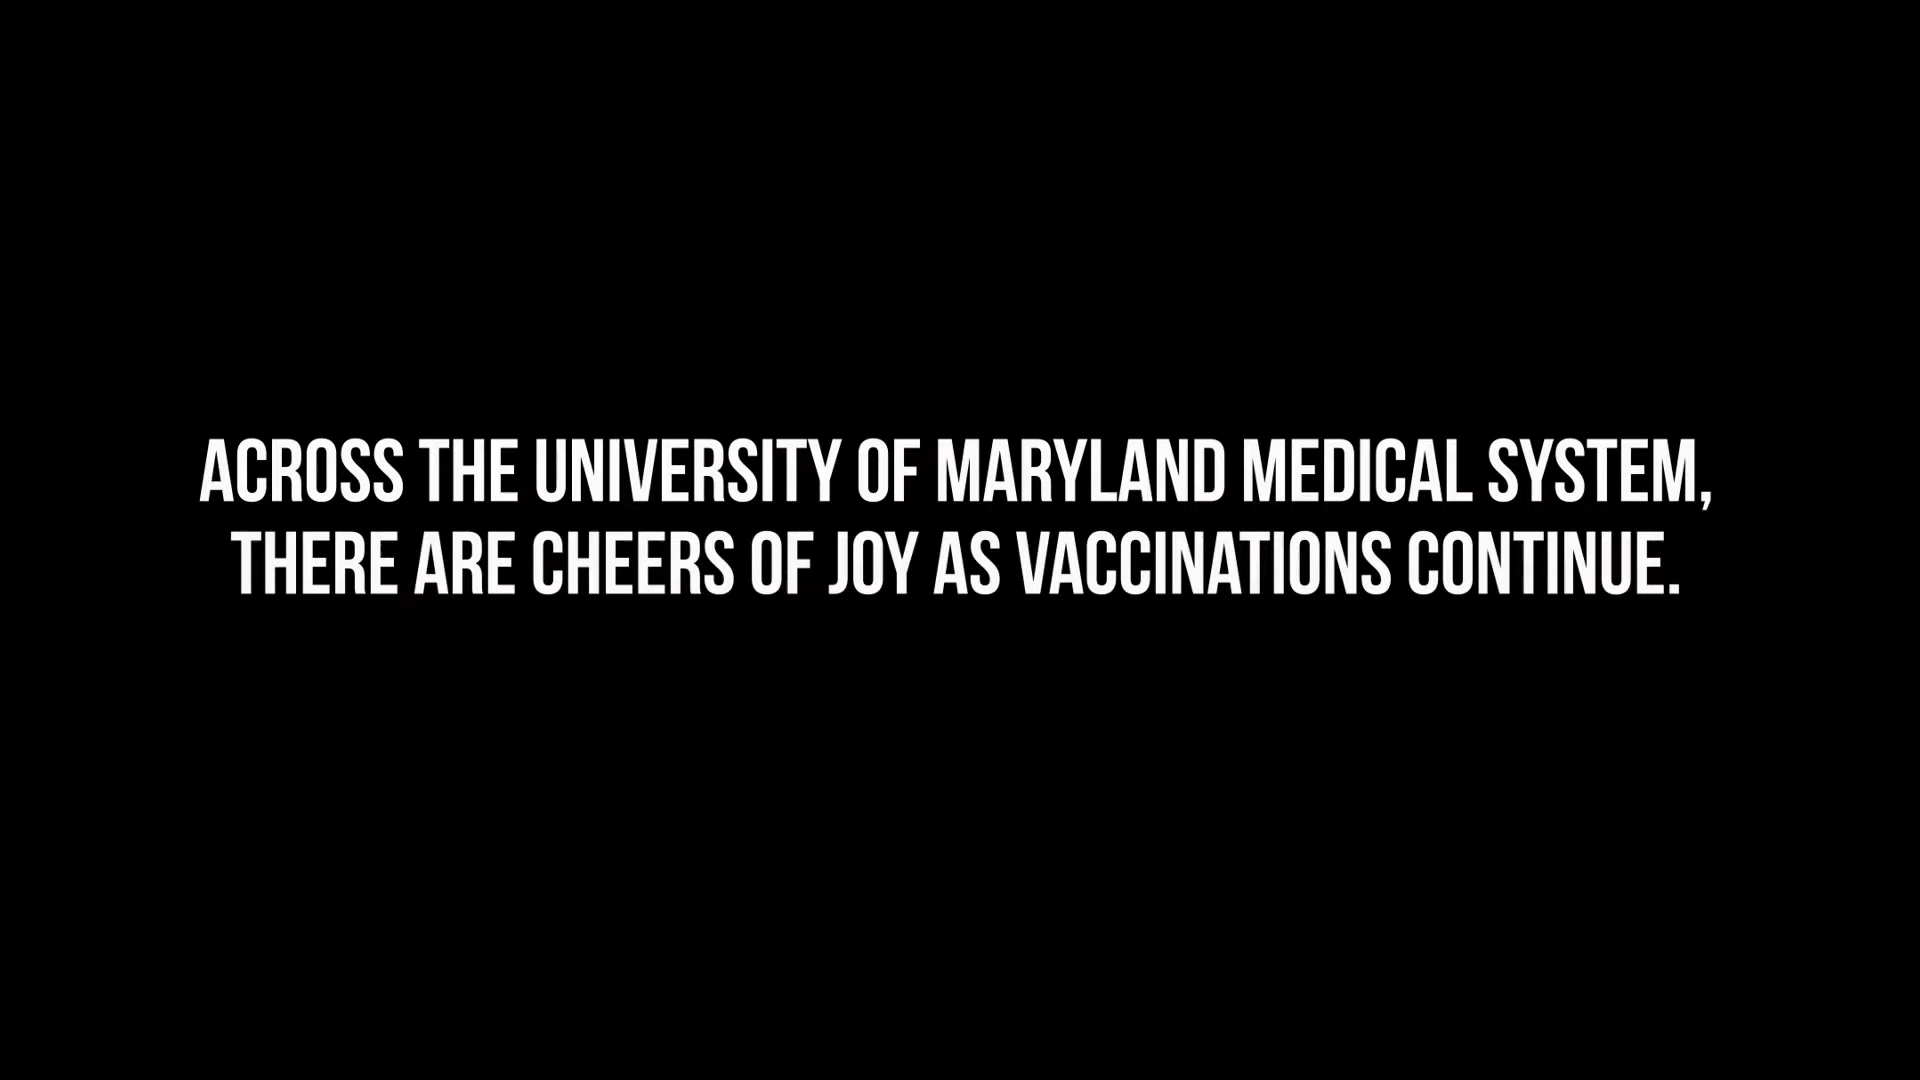 ACROSS THE UNIVERSITY OF MARYLAND MEDICAL SYSTEM,
THERE ARE CHEERS OF JOY AS VACCINATIONS CONTINUE.